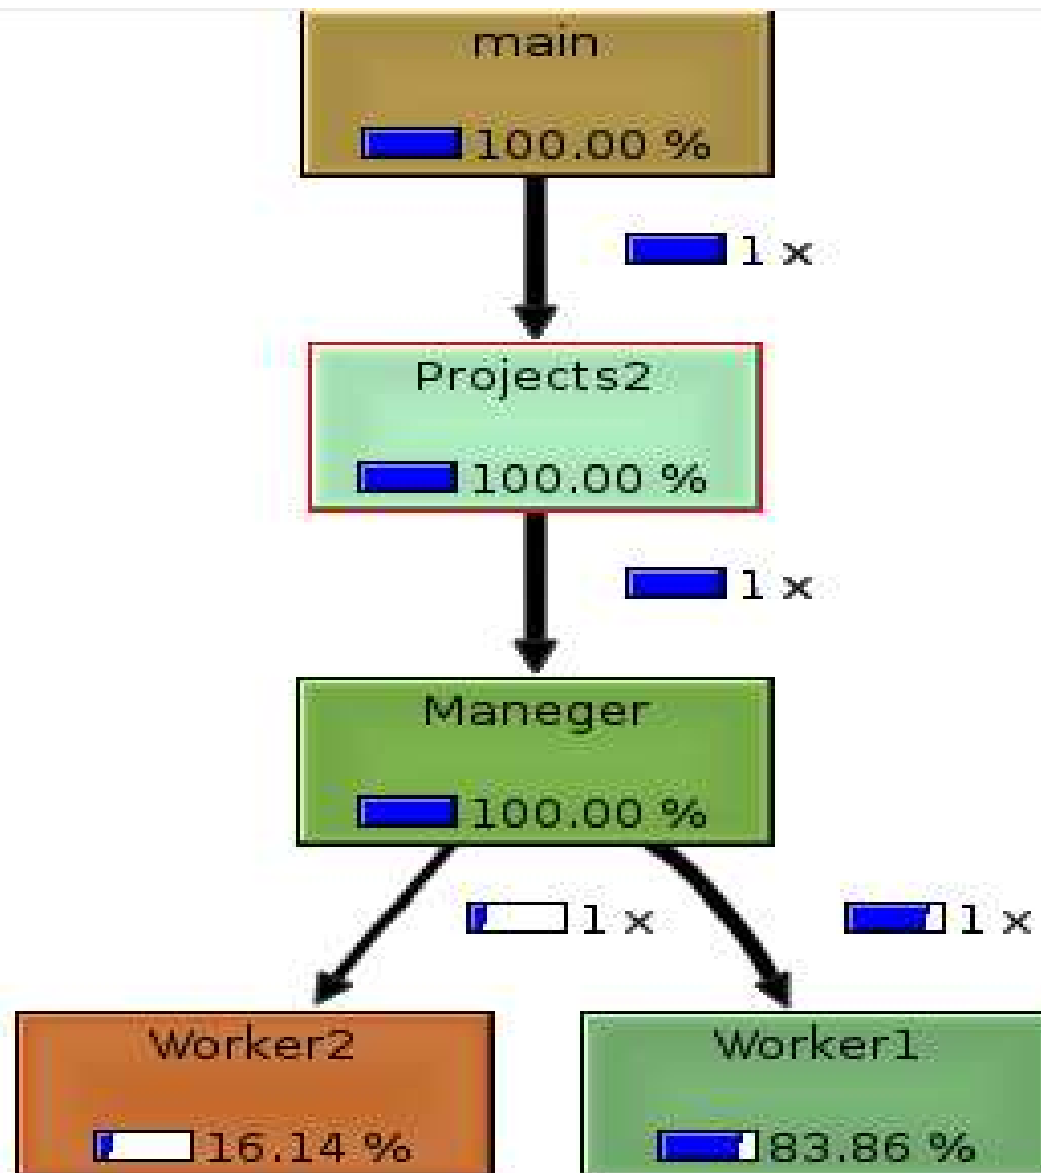 main
100.00 %
1 x
Projects2
100.00 %
1 x
Maneger
100.00 %
1 x
1 x
Worker2
Worker1
16.14 %
83.86 %